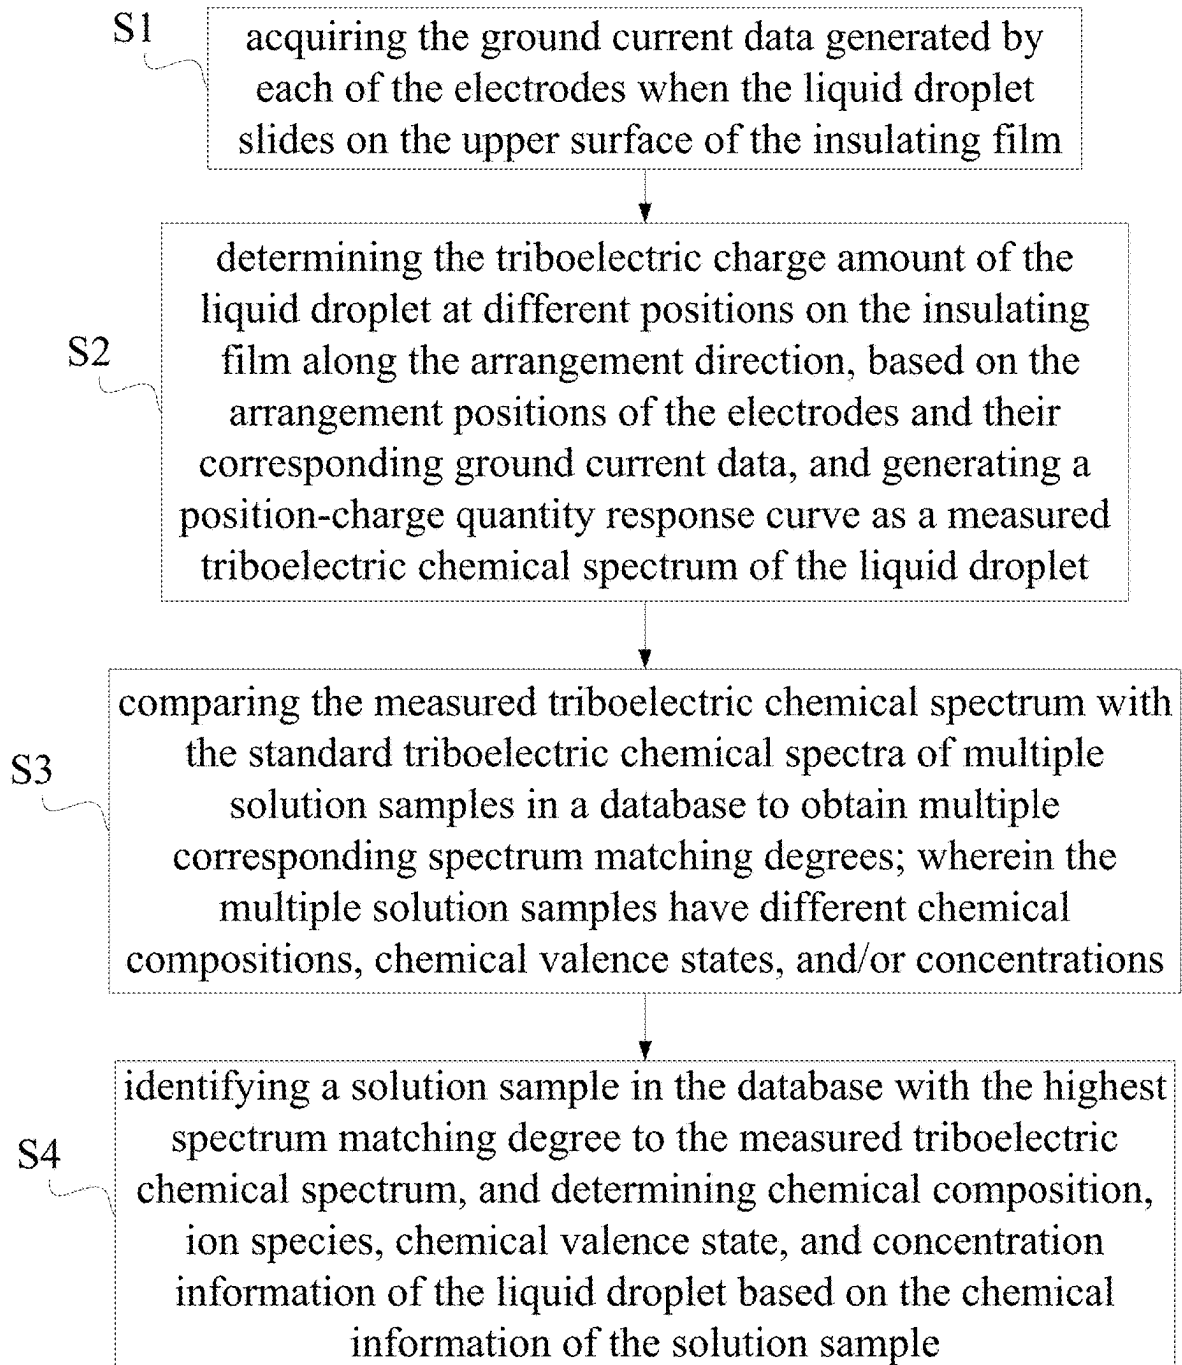 S1
acquiring the ground current data generated by
each of the electrodes when the liquid droplet
slides on the upper surface of the insulating film
S2
determining the triboelectric charge amount of the
liquid droplet at different positions on the insulating
film along the arrangement direction, based on the
arrangement positions of the electrodes and their
corresponding ground current data, and generating a
position-charge quantity response curve as a measured
triboelectric chemical spectrum of the liquid droplet
S3
comparing the measured triboelectric chemical spectrum with
the standard triboelectric chemical spectra of multiple
solution samples in a database to obtain multiple
corresponding spectrum matching degrees; wherein the
multiple solution samples have different chemical
compositions, chemical valence states, and/or concentrations
S4
identifying a solution sample in the database with the highest
spectrum matching degree to the measured triboelectric
chemical spectrum, and determining chemical composition,
ion species, chemical valence state, and concentration
information of the liquid droplet based on the chemical
information of the solution sample